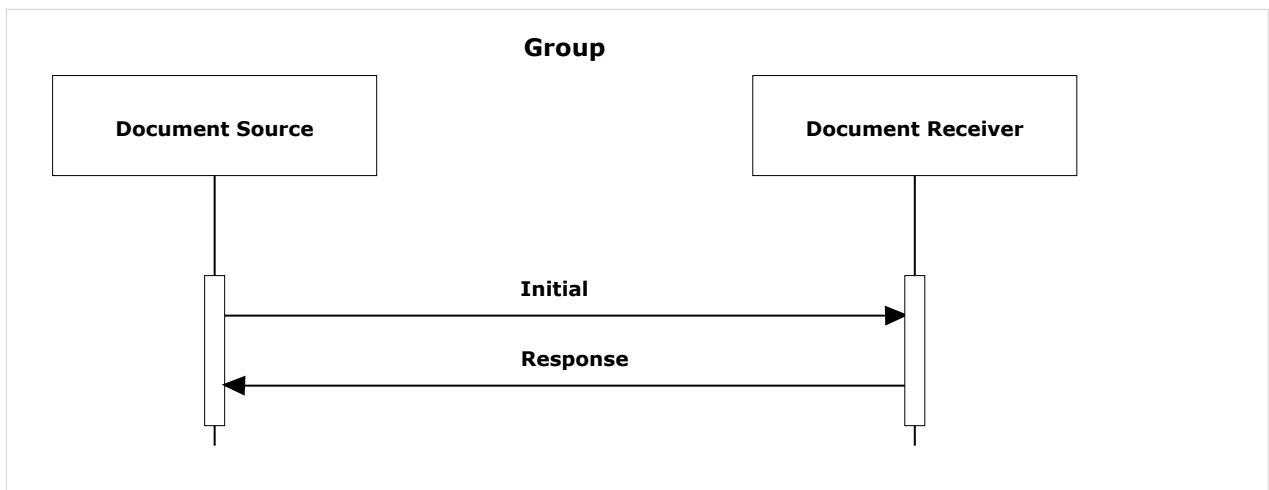 Group
Document Source
Document Receiver
Initial
Response